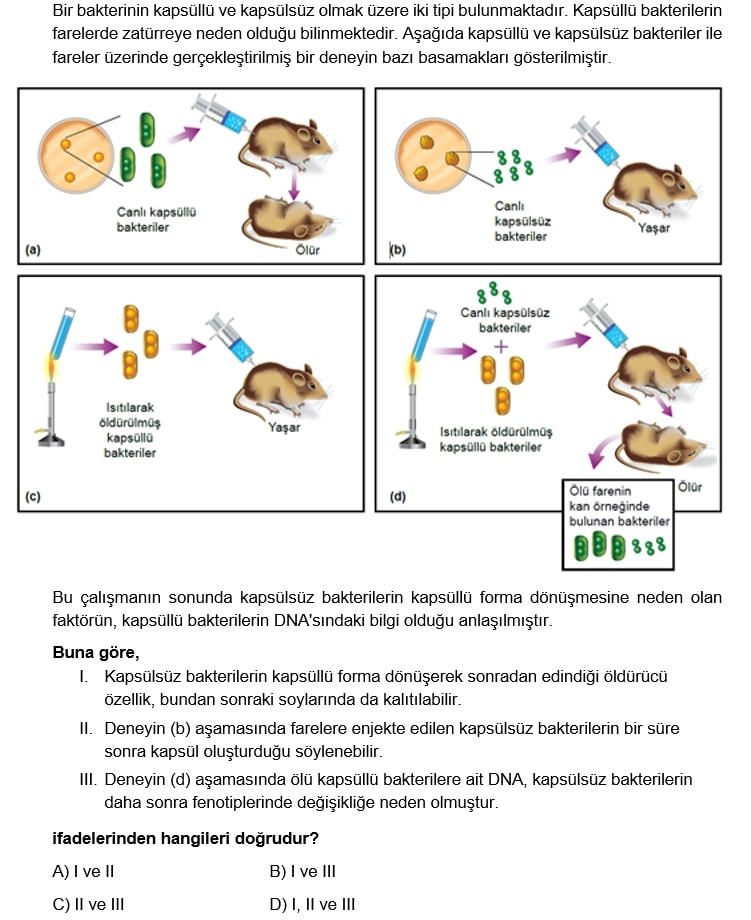 Bir bakterinin kapsüllü ve kapsülsüz olmak üzere iki tipi bulunmaktadır. Kapsüllü bakterilerin
farelerde zatürreye neden olduğu bilinmektedir. Aşağıda kapsüllü ve kapsülsüz bakteriler ile
fareler üzerinde gerçekleştirilmiş bir deneyin bazı basamakları gösterilmiştir.
Canlı kapsüllü
bakteriler
Ölür
(a)
Canlı
kapsülsüz
bakteriler
Yaşar
(b)
Isıtılarak
öldürülmüş
kapsüllü
bakteriler
Yaşar
(c)
Canlı kapsülsüz
bakteriler
+
Isıtılarak öldürülmüş
kapsüllü bakteriler
Ölür
(d)
Ölü farenin
kan örneğinde
bulunan bakteriler
Bu çalışmanın sonunda kapsülsüz bakterilerin kapsüllü forma dönüşmesine neden olan
faktörün, kapsüllü bakterilerin DNA'sındaki bilgi olduğu anlaşılmıştır.
Buna göre,
I. Kapsülsüz bakterilerin kapsüllü forma dönüşerek sonradan edindiği öldürücü
özellik, bundan sonraki soylarında da kalıtılabilir.
II. Deneyin (b) aşamasında farelere enjekte edilen kapsülsüz bakterilerin bir süre
sonra kapsül oluşturduğu söylenebilir.
III. Deneyin (d) aşamasında ölü kapsüllü bakterilere ait DNA, kapsülsüz bakterilerin
daha sonra fenotiplerinde değişikliğe neden olmuştur.
ifadelerinden hangileri doğrudur?
A) I ve II B) I ve III
C) II ve III D) I, II ve III